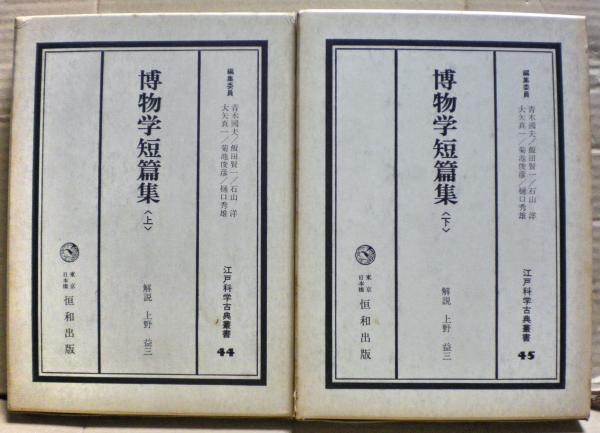 編集委員
青木國夫/飯田賢一/石山 洋
大矢真一/菊池俊彦/樋口秀雄
江戸科学古典叢書
44
博物学短篇集〈上〉
解説 上野 益三
東京
日本橋
恒和出版
編集委員
青木國夫/飯田賢一/石山 洋
大矢真一/菊池俊彦/樋口秀雄
江戸科学古典叢書
45
博物学短篇集〈下〉
解説 上野 益三
東京
日本橋
恒和出版